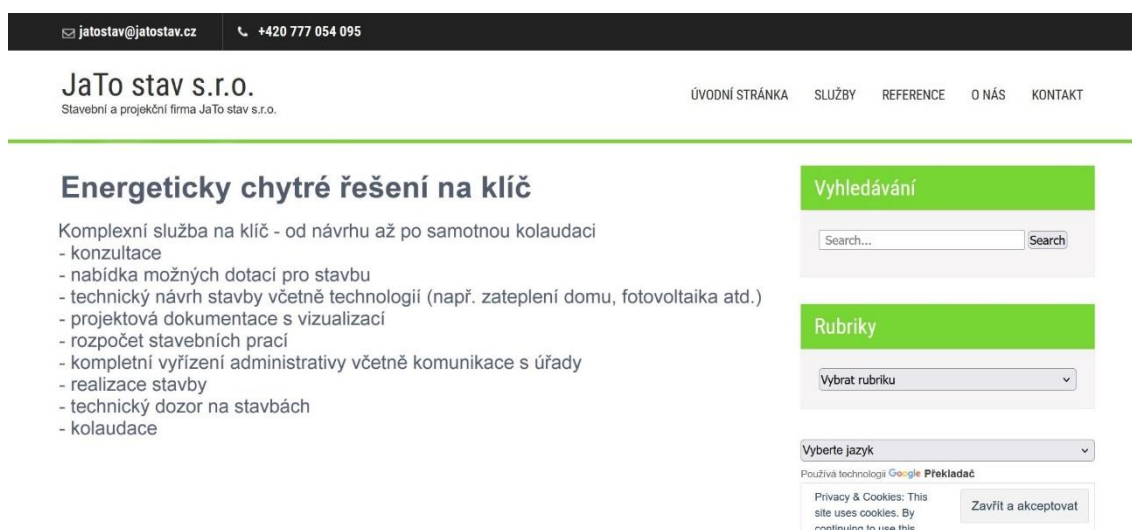 jatostav@jatostav.cz
+420 777 054 095
JaTo stav s.r.o.
Stavební a projekční firma JaTo stav s.r.o.
ÚVODNÍ STRÁNKA SLUŽBY REFERENCE O NÁS KONTAKT
Energeticky chytré řešení na klíč
Komplexní služba na klíč - od návrhu až po samotnou kolaudaci
- konzultace
- nabídka možných dotací pro stavbu
- technický návrh stavby včetně technologií (např. zateplení domu, fotovoltaika atd.)
- projektová dokumentace s vizualizací
- rozpočet stavebních prací
- kompletní vyřízení administrativy včetně komunikace s úřady
- realizace stavby
- technický dozor na stavbách
- kolaudace
Vyhledávání
Search... Search
Rubriky
Vybrat rubriku
Vyberte jazyk
Používá technologii Google Překladač
Privacy & Cookies: This
site uses cookies. By
continuing to use this
Zavřít a akceptovat